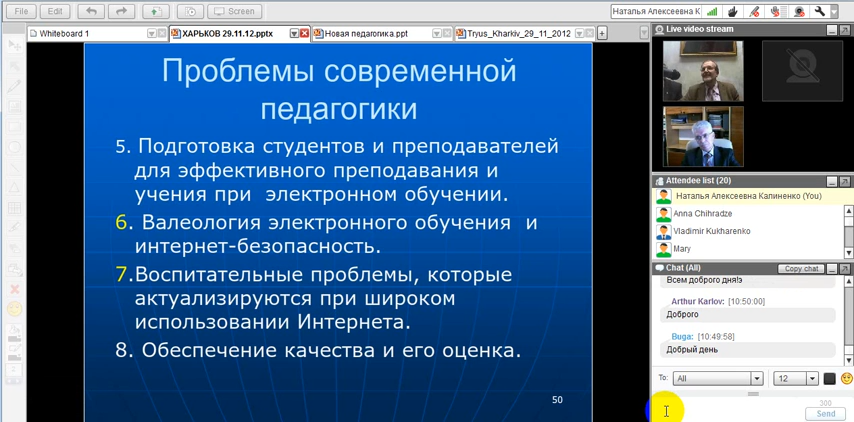 File
Edit
Screen
Наталья Алексеевна К
Whiteboard 1
ХАРЬКОВ 29.11.12.pptx
Новая педагогика.ppt
Tryus_Kharkiv_29_11_2012
Live video stream
Проблемы современной
педагогики
5. Подготовка студентов и преподавателей
для эффективного преподавания и
учения при электронном обучении.
6. Валеология электронного обучения и
интернет-безопасность.
7.Воспитательные проблемы, которые
актуализируются при широком
использовании Интернета.
8. Обеспечение качества и его оценка.
50
Attendee list (20)
Наталья Алексеевна Калиненко (You)
Anna Chihradze
Vladimir Kukharenko
Mary
Chat (All)
Copy chat
Всем доброго дня!э
Arthur Karlov: [10:50:00]
Доброго
Buga: [10:49:58]
Добрый день
To:
All
12
300
Send